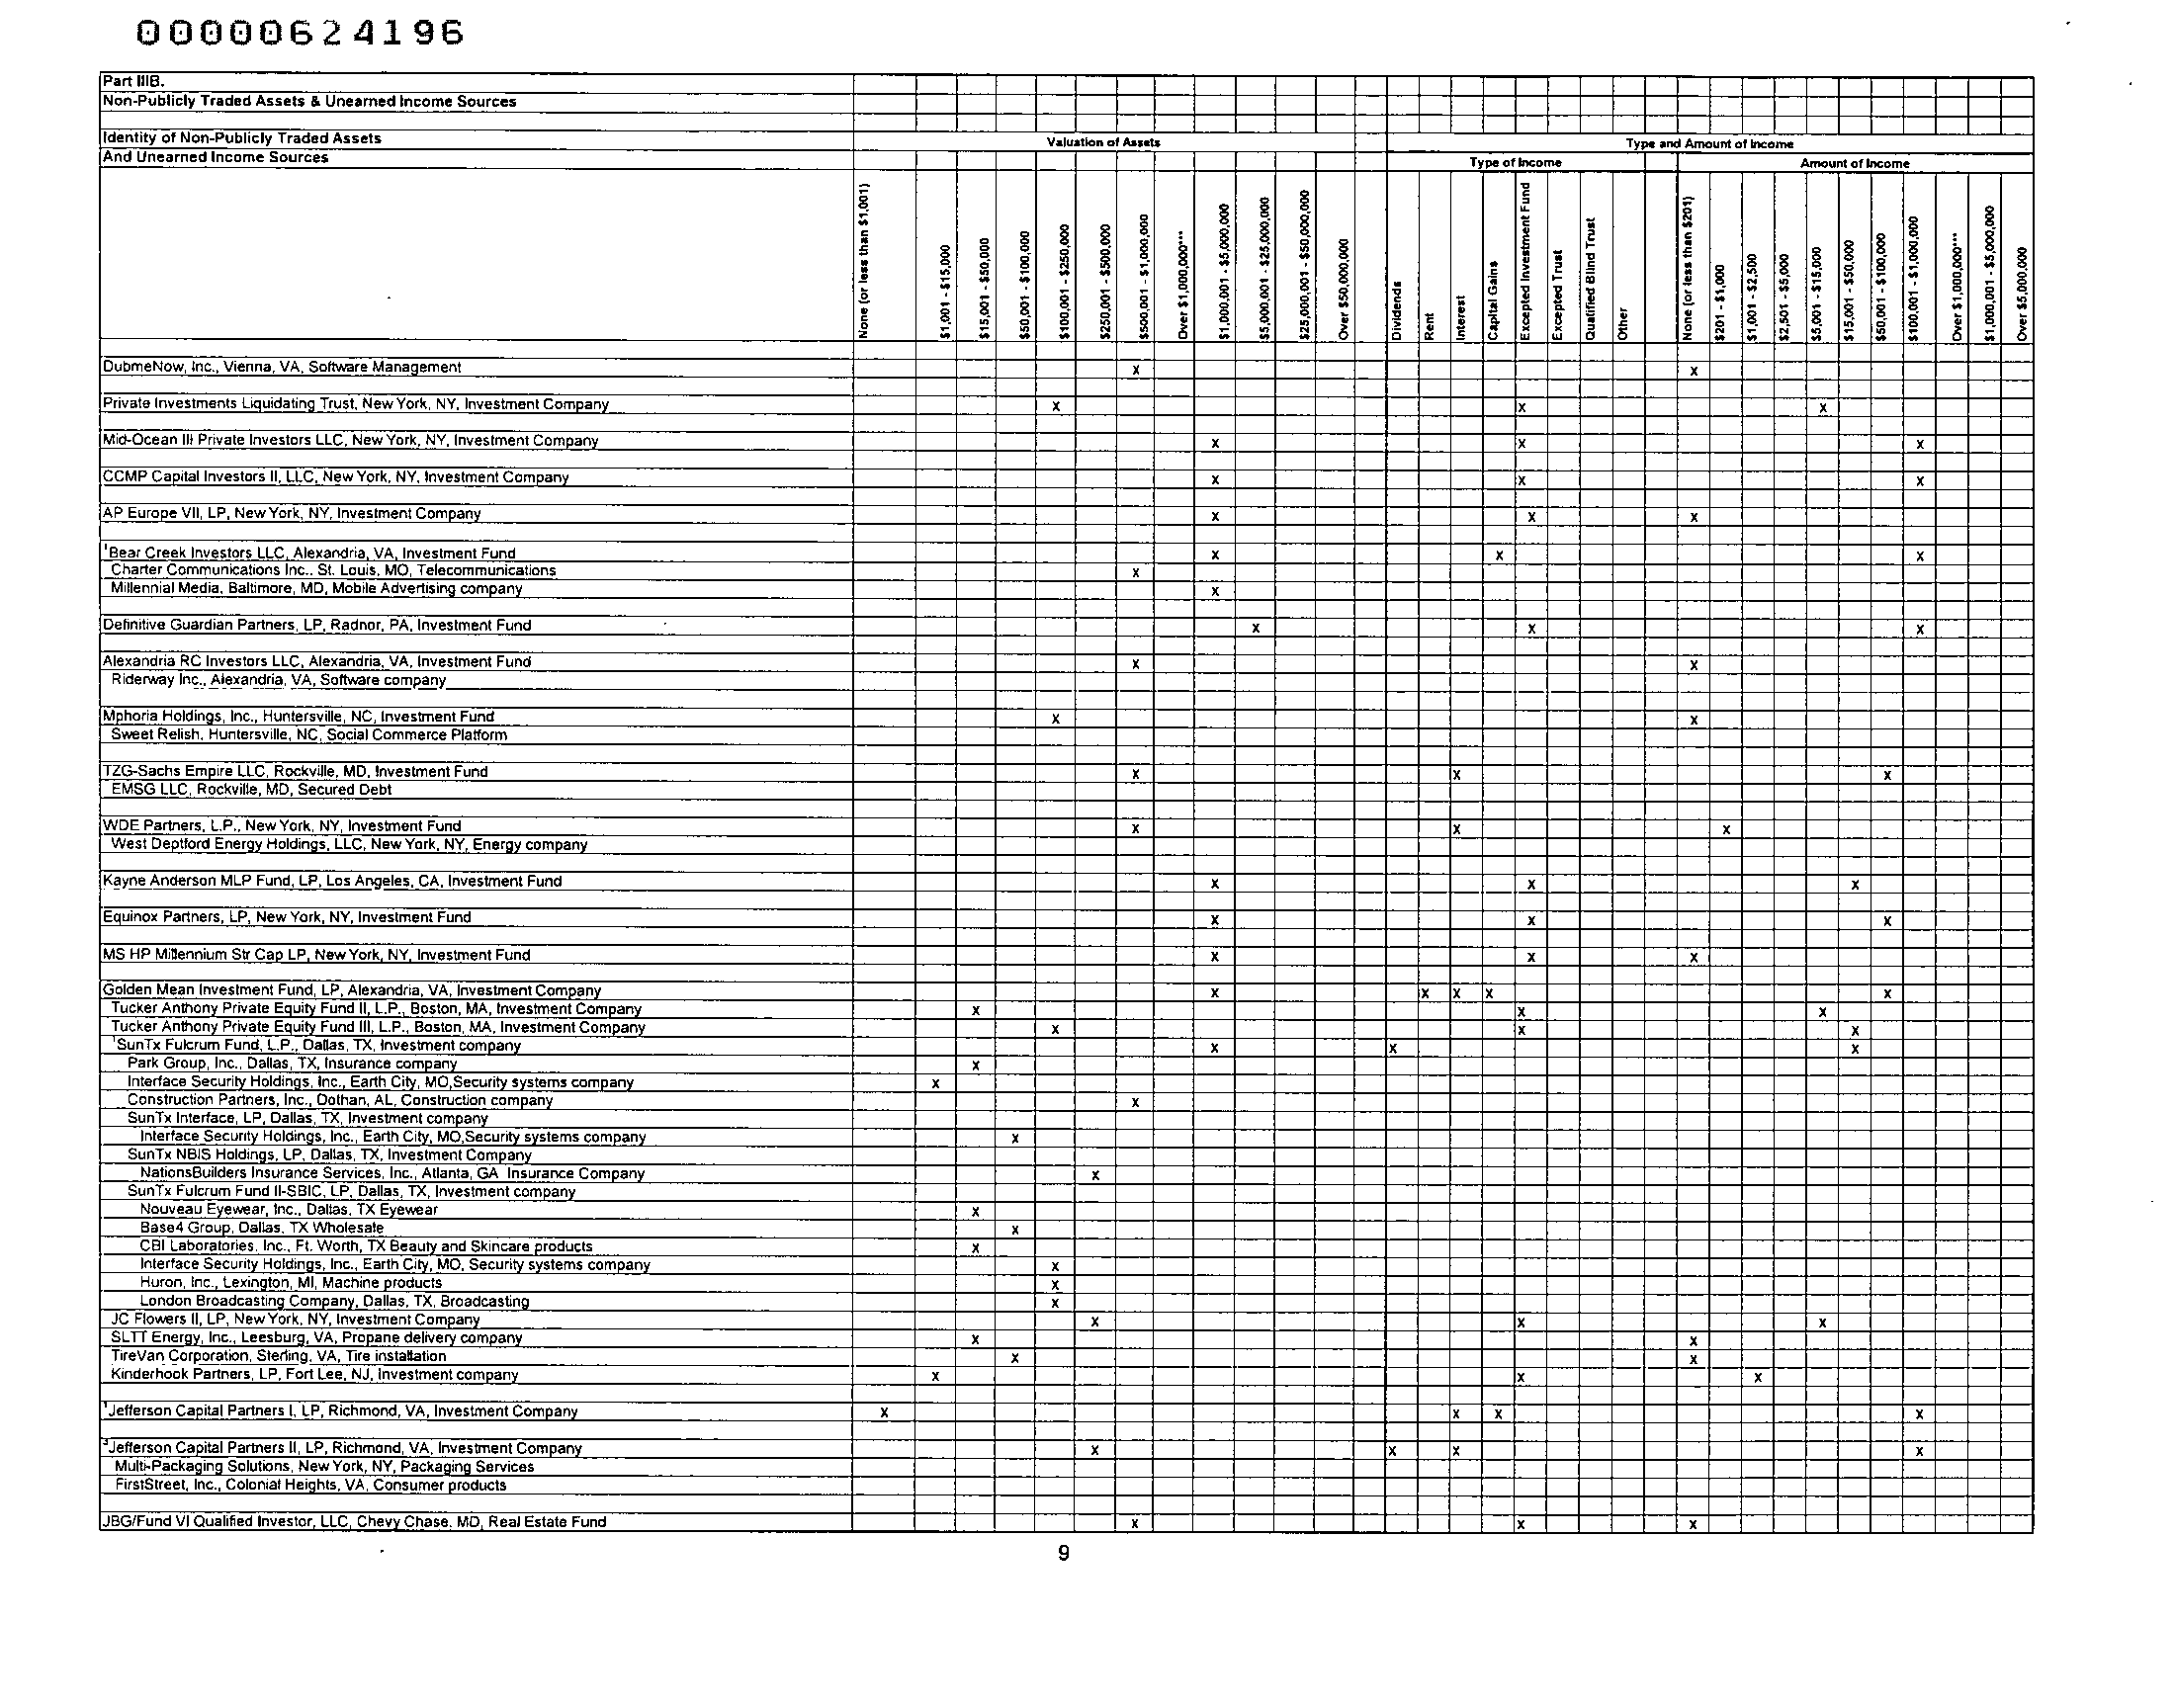 00000624196
Part IIIB.
Non-Publicly Traded Assets & Unearned Income Sources
Identity of Non-Publicly Traded Assets
Valuation of Assets
Type and Amount of Income
And Unearned Income Sources
Type of Income
Amount of Income
None (or less than $1,001)
$1,001 - $15,000
$15,001 - $50,000
$50,001 - $100,000
$100,001 - $250,000
$250,001 - $500,000
$500,001 - $1,000,000
Over $1,000,000***
$1,000,001 - $5,000,000
$5,000,001 - $25,000,000
$25,000,001 - $50,000,000
Over $50,000,000
Dividends
Rent
Interest
Capital Gains
Excepted Investment Fund
Excepted Trust
Qualified Blind Trust
Other
None (or less than $201)
$201 - $1,000
$1,001 - $2,500
$2,501 - $5,000
$5,001 - $15,000
$15,001 - $50,000
$50,001 - $100,000
$100,001 - $1,000,000
Over $1,000,000***
$1,000,001 - $5,000,000
Over $5,000,000
DubmeNow, Inc., Vienna, VA, Software Management x x
Private Investments Liquidating Trust, New York, NY, Investment Company x x x
Mid-Ocean III Private Investors LLC, New York, NY, Investment Company x x x
CCMP Capital Investors II, LLC, New York, NY, Investment Company x x x
AP Europe VII, LP, New York, NY, Investment Company x x x
¹Bear Creek Investors LLC, Alexandria, VA, Investment Fund x x x
Charter Communications Inc., St. Louis, MO, Telecommunications x
Millennial Media, Baltimore, MD, Mobile Advertising company x
Definitive Guardian Partners, LP, Radnor, PA, Investment Fund x x x
Alexandria RC Investors LLC, Alexandria, VA, Investment Fund x x
Riderway Inc., Alexandria, VA, Software company
Mphoria Holdings, Inc., Huntersville, NC, Investment Fund x x
Sweet Relish, Huntersville, NC, Social Commerce Platform
TZG-Sachs Empire LLC, Rockville, MD, Investment Fund x x x
EMSG LLC, Rockville, MD, Secured Debt
WDE Partners, L.P., New York, NY, Investment Fund x x x
West Deptford Energy Holdings, LLC, New York, NY, Energy company
Kayne Anderson MLP Fund, LP, Los Angeles, CA, Investment Fund x x x
Equinox Partners, LP, New York, NY, Investment Fund x x x
MS HP Millennium Str Cap LP, New York, NY, Investment Fund x x x
Golden Mean Investment Fund, LP, Alexandria, VA, Investment Company x x x x x
Tucker Anthony Private Equity Fund II, L.P., Boston, MA, Investment Company x x x
Tucker Anthony Private Equity Fund III, L.P., Boston, MA, Investment Company x x x
¹SunTx Fulcrum Fund, L.P., Dallas, TX, Investment company x x x
Park Group, Inc., Dallas, TX, Insurance company x
Interface Security Holdings, Inc., Earth City, MO,Security systems company x
Construction Partners, Inc., Dothan, AL, Construction company x
SunTx Interface, LP, Dallas, TX, Investment company
Interface Security Holdings, Inc., Earth City, MO,Security systems company x
SunTx NBIS Holdings, LP, Dallas, TX, Investment Company
NationsBuilders Insurance Services, Inc., Atlanta, GA Insurance Company x
SunTx Fulcrum Fund II-SBIC, LP, Dallas, TX, Investment company
Nouveau Eyewear, Inc., Dallas, TX Eyewear x
Base4 Group, Dallas, TX Wholesale x
CBI Laboratories, Inc., Ft. Worth, TX Beauty and Skincare products x
Interface Security Holdings, Inc., Earth City, MO, Security systems company x
Huron, Inc., Lexington, MI, Machine products x
London Broadcasting Company, Dallas, TX, Broadcasting x
JC Flowers II, LP, New York, NY, Investment Company x x x
SLTT Energy, Inc., Leesburg, VA, Propane delivery company x x
TireVan Corporation, Sterling, VA, Tire installation x x
Kinderhook Partners, LP, Fort Lee, NJ, Investment company x x x
¹Jefferson Capital Partners I, LP, Richmond, VA, Investment Company x x x x
²Jefferson Capital Partners II, LP, Richmond, VA, Investment Company x x x x
Multi-Packaging Solutions, New York, NY, Packaging Services
FirstStreet, Inc., Colonial Heights, VA, Consumer products
JBG/Fund VI Qualified Investor, LLC, Chevy Chase, MD, Real Estate Fund x x x
9